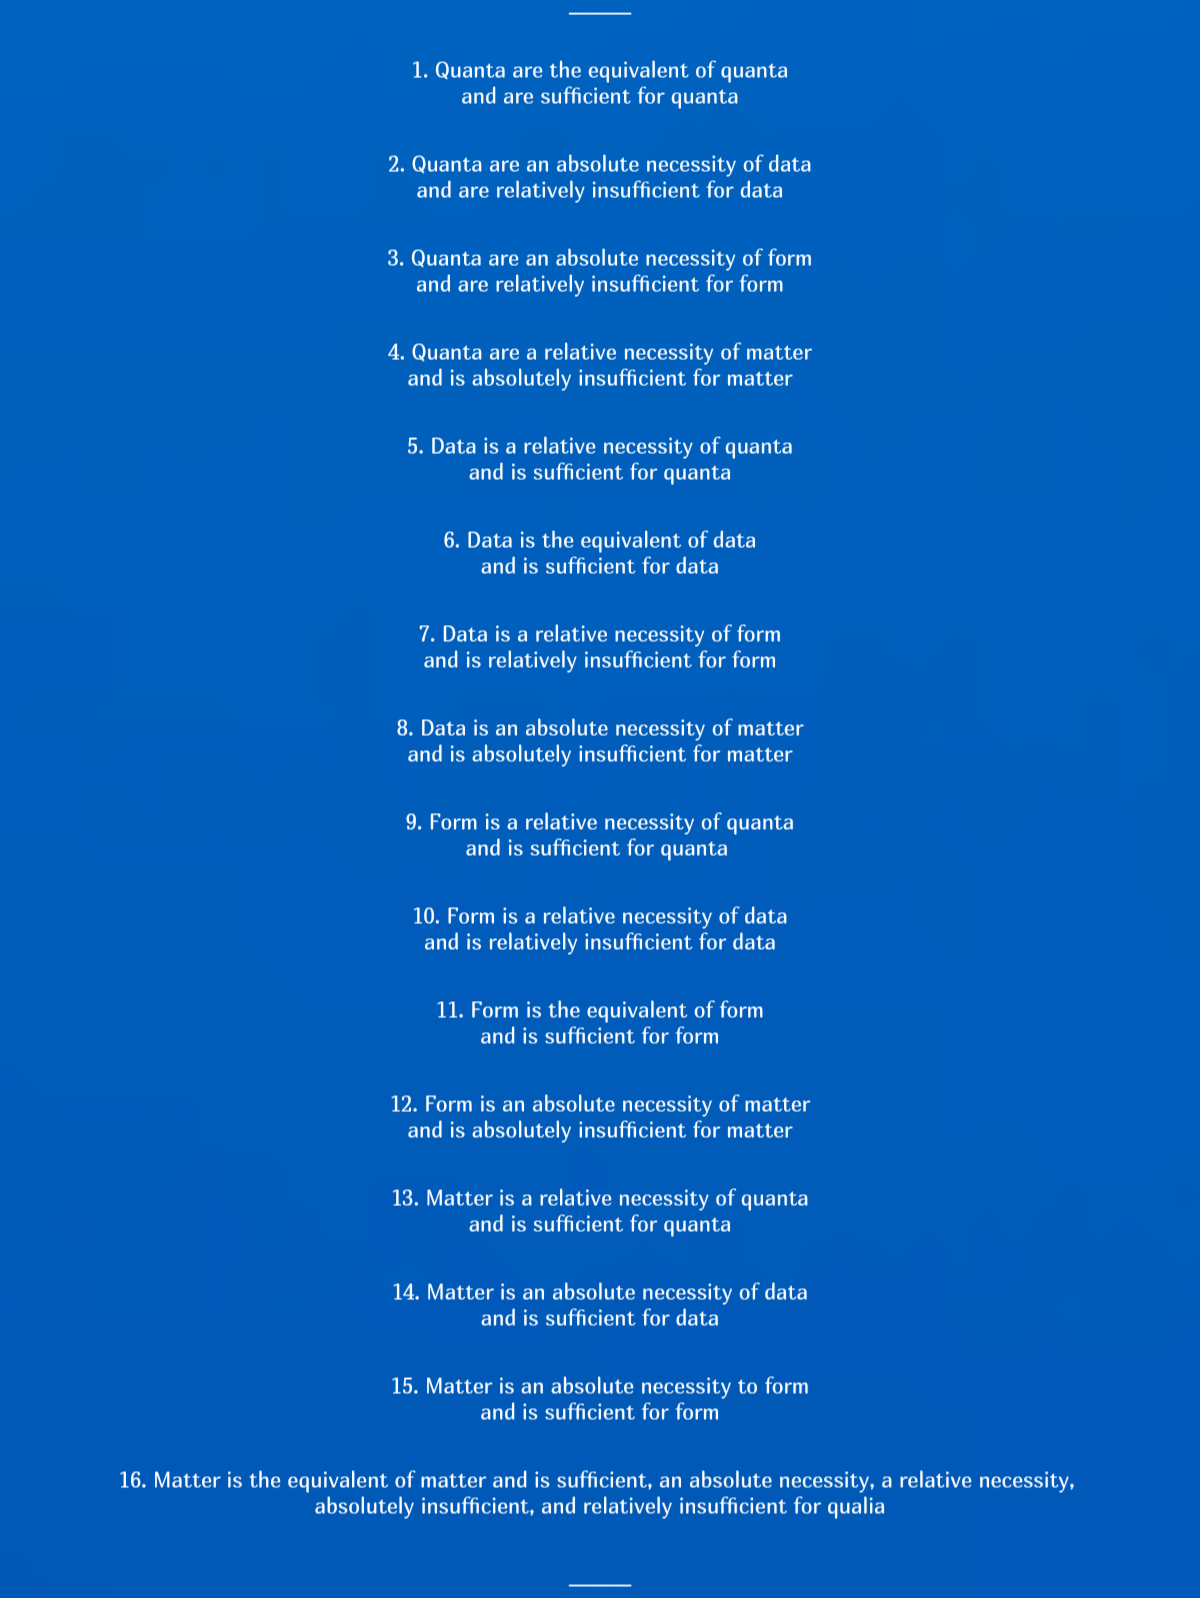 1. Quanta are the equivalent of quanta
and are sufficient for quanta
2. Quanta are an absolute necessity of data
and are relatively insufficient for data
3. Quanta are an absolute necessity of form
and are relatively insufficient for form
4. Quanta are a relative necessity of matter
and is absolutely insufficient for matter
5. Data is a relative necessity of quanta
and is sufficient for quanta
6. Data is the equivalent of data
and is sufficient for data
7. Data is a relative necessity of form
and is relatively insufficient for form
8. Data is an absolute necessity of matter
and is absolutely insufficient for matter
9. Form is a relative necessity of quanta
and is sufficient for quanta
10. Form is a relative necessity of data
and is relatively insufficient for data
11. Form is the equivalent of form
and is sufficient for form
12. Form is an absolute necessity of matter
and is absolutely insufficient for matter
13. Matter is a relative necessity of quanta
and is sufficient for quanta
14. Matter is an absolute necessity of data
and is sufficient for data
15. Matter is an absolute necessity to form
and is sufficient for form
16. Matter is the equivalent of matter and is sufficient, an absolute necessity, a relative necessity,
absolutely insufficient, and relatively insufficient for qualia